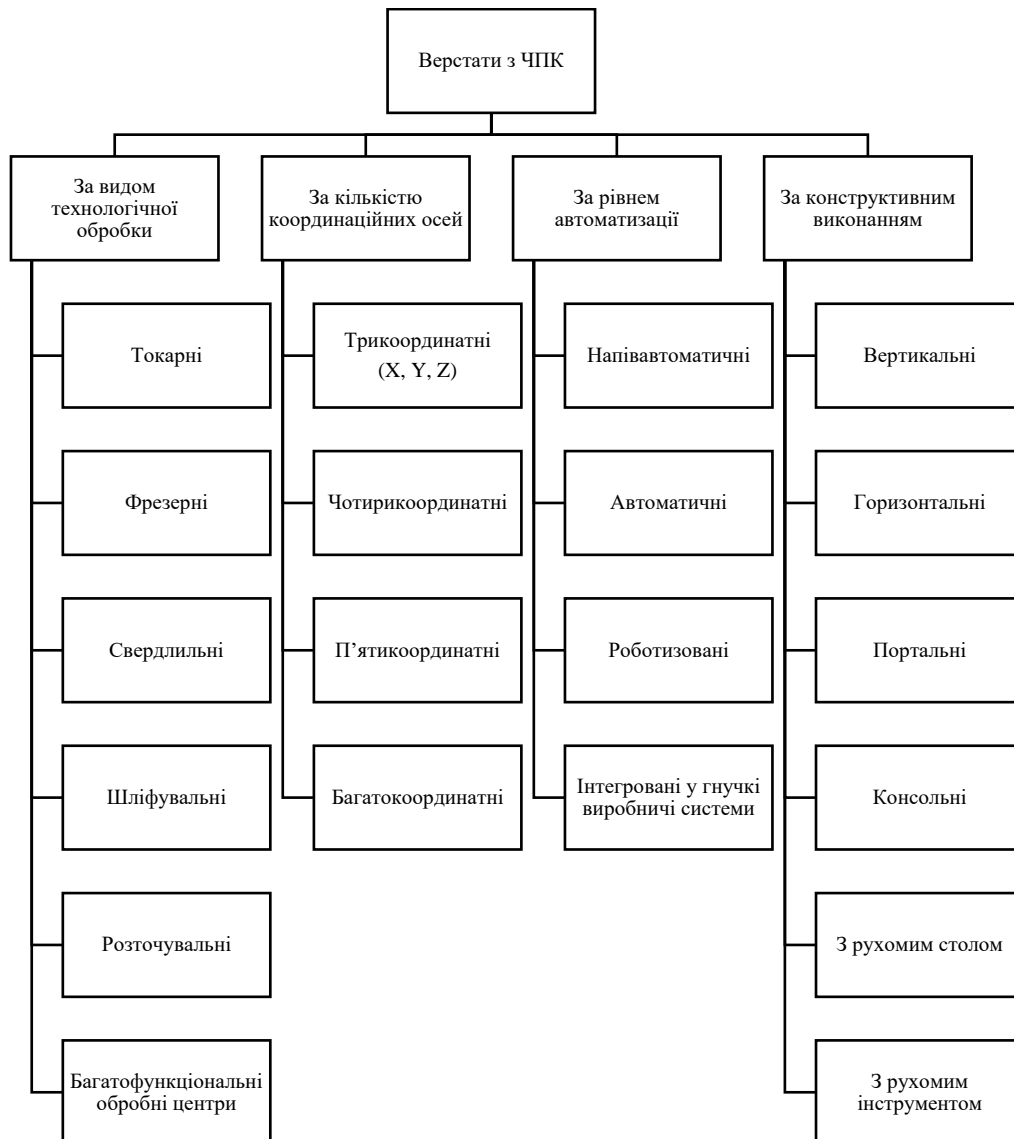 Верстати з ЧПК
За видом
технологічної
обробки
Токарні
Фрезерні
Свердлильні
Шліфувальні
Розточувальні
Багатофункціональні
обробні центри
За кількістю
координаційних осей
Трикоординатні
(X, Y, Z)
Чотирикоординатні
П’ятикоординатні
Багатокоординатні
За рівнем
автоматизації
Напівавтоматичні
Автоматичні
Роботизовані
Інтегровані у гнучкі
виробничі системи
За конструктивним
виконанням
Вертикальні
Горизонтальні
Портальні
Консольні
З рухомим столом
З рухомим
інструментом